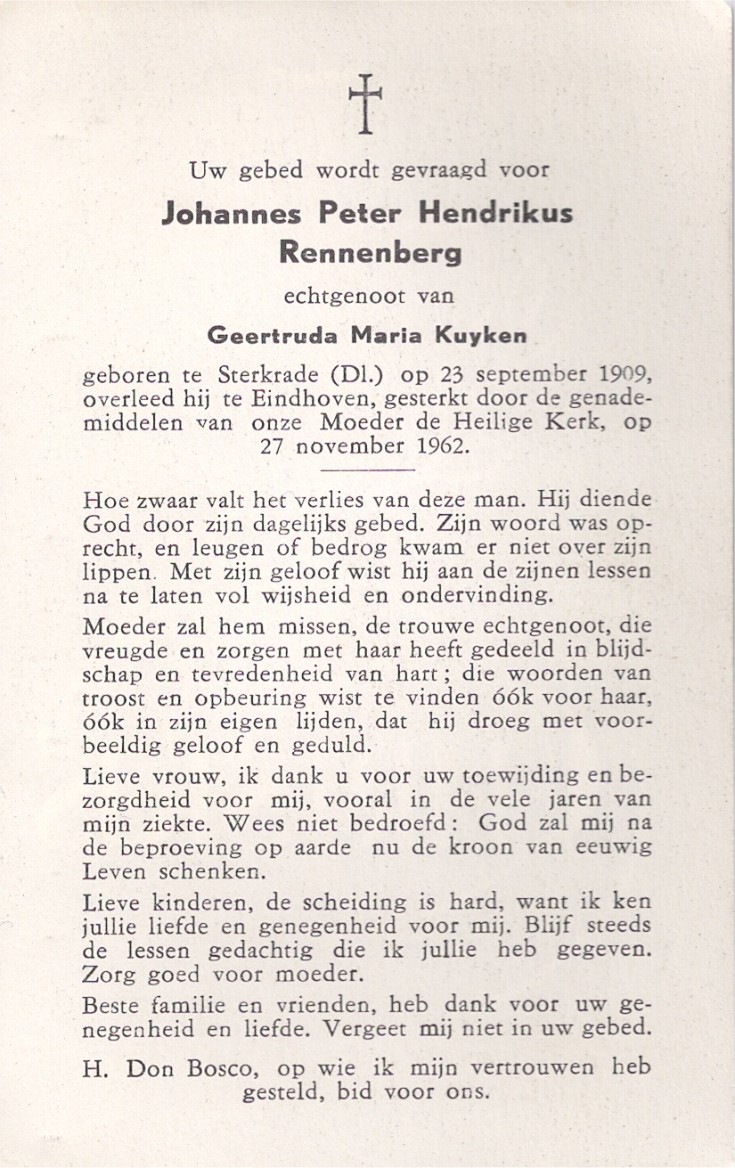 Uw gebed wordt gevraagd voor
Johannes Peter Hendrikus
Rennenberg
echtgenoot van
Geertruda Maria Kuyken
geboren te Sterkrade (Dl.) op 23 september 1909,
overleed hij te Eindhoven, gesterkt door de genade-
middelen van onze Moeder de Heilige Kerk, op
27 november 1962.
Hoe zwaar valt het verlies van deze man. Hij diende
God door zijn dagelijks gebed. Zijn woord was op-
recht, en leugen of bedrog kwam er niet over zijn
lippen. Met zijn geloof wist hij aan de zijnen lessen
na te laten vol wijsheid en ondervinding.
Moeder zal hem missen, de trouwe echtgenoot, die
vreugde en zorgen met haar heeft gedeeld in blijd-
schap en tevredenheid van hart ; die woorden van
troost en opbeuring wist te vinden óók voor haar,
óók in zijn eigen lijden, dat hij droeg met voor-
beeldig geloof en geduld.
Lieve vrouw, ik dank u voor uw toewijding en be-
zorgdheid voor mij, vooral in de vele jaren van
mijn ziekte. Wees niet bedroefd : God zal mij na
de beproeving op aarde nu de kroon van eeuwig
Leven schenken.
Lieve kinderen, de scheiding is hard, want ik ken
jullie liefde en genegenheid voor mij. Blijf steeds
de lessen gedachtig die ik jullie heb gegeven.
Zorg goed voor moeder.
Beste familie en vrienden, heb dank voor uw ge-
negenheid en liefde. Vergeet mij niet in uw gebed.
H. Don Bosco, op wie ik mijn vertrouwen heb
gesteld, bid voor ons.